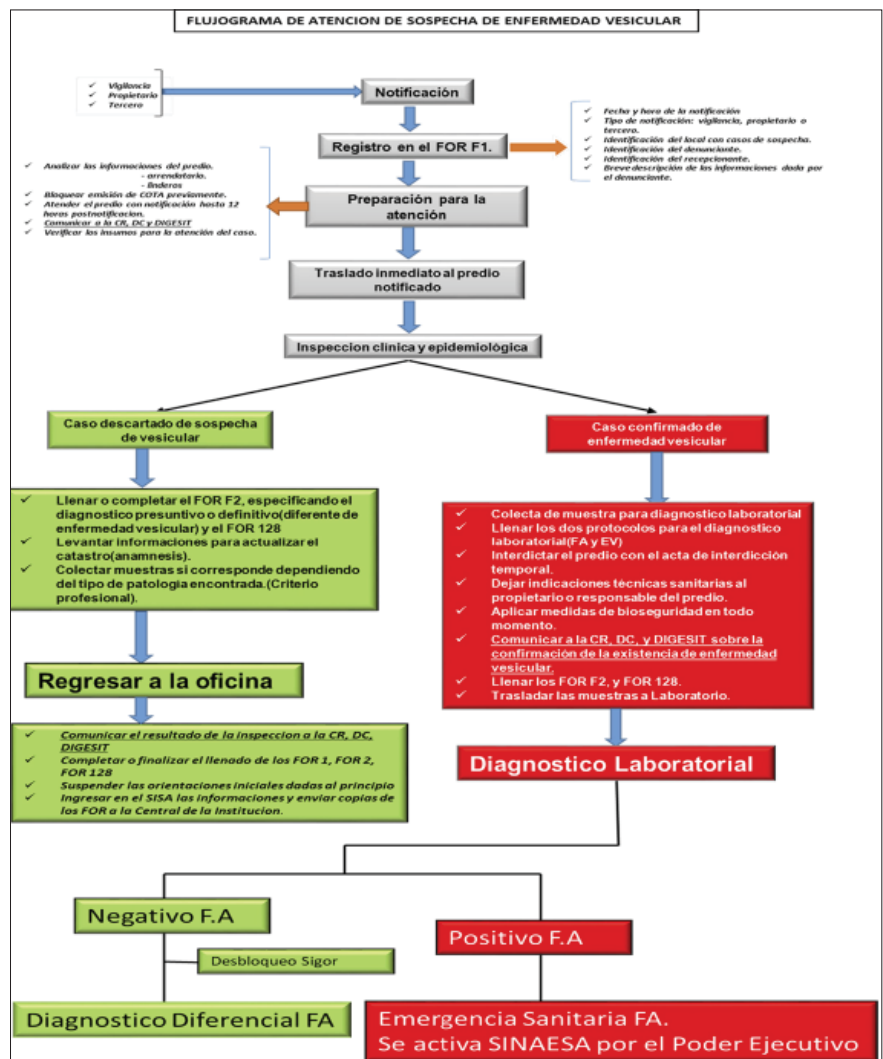 FLUJOGRAMA DE ATENCION DE SOSPECHA DE ENFERMEDAD VESICULAR
✓ Vigilancia
✓ Propietario
✓ Tercero
Notificación
✓ Fecha y hora de la notificación
✓ Tipo de notificación: vigilancia, propietario o
tercero.
✓ Identificación del local con casos de sospecha.
✓ Identificación del denunciante.
✓ Identificación del recepcionante.
✓ Breve descripción de las informaciones dada por
el denunciante.
Registro en el FOR F1.
✓ Analizar las informaciones del predio.
- arrendatario.
- linderos
✓ Bloquear emisión de COTA previamente.
✓ Atender el predio con notificación hasta 12
horas postnotificacion.
✓ Comunicar a la CR, DC y DIGESIT
✓ Verificar los insumos para la atención del caso.
Preparación para la
atención
Traslado inmediato al predio
notificado
Inspeccion clínica y epidemiológica
Caso descartado de sospecha
de vesicular
✓ Llenar o completar el FOR F2, especificando el
diagnostico presuntivo o definitivo(diferente de
enfermedad vesicular) y el FOR 128
✓ Levantar informaciones para actualizar el
catastro(anamnesis).
✓ Colectar muestras si corresponde dependiendo
del tipo de patología encontrada.(Criterio
profesional).
Regresar a la oficina
✓ Comunicar el resultado de la inspeccion a la CR, DC,
DIGESIT
✓ Completar o finalizar el llenado de los FOR 1, FOR 2,
FOR 128
✓ Suspender las orientaciones iniciales dadas al principio
✓ Ingresar en el SISA las informaciones y enviar copias de
los FOR a la Central de la Institucion.
Caso confirmado de
enfermedad vesicular
✓ Colecta de muestra para diagnostico laboratorial
✓ Llenar los dos protocolos para el diagnostico
laboratorial(FA y EV)
✓ Interdictar el predio con el acta de interdicción
temporal.
✓ Dejar indicaciones técnicas sanitarias al
propietario o responsable del predio.
✓ Aplicar medidas de bioseguridad en todo
momento.
✓ Comunicar a la CR, DC, y DIGESIT sobre la
confirmación de la existencia de enfermedad
vesicular.
✓ Llenar los FOR F2, y FOR 128.
✓ Trasladar las muestras a Laboratorio.
Diagnostico Laboratorial
Negativo F.A
Desbloqueo Sigor
Diagnostico Diferencial FA
Positivo F.A
Emergencia Sanitaria FA.
Se activa SINAESA por el Poder Ejecutivo